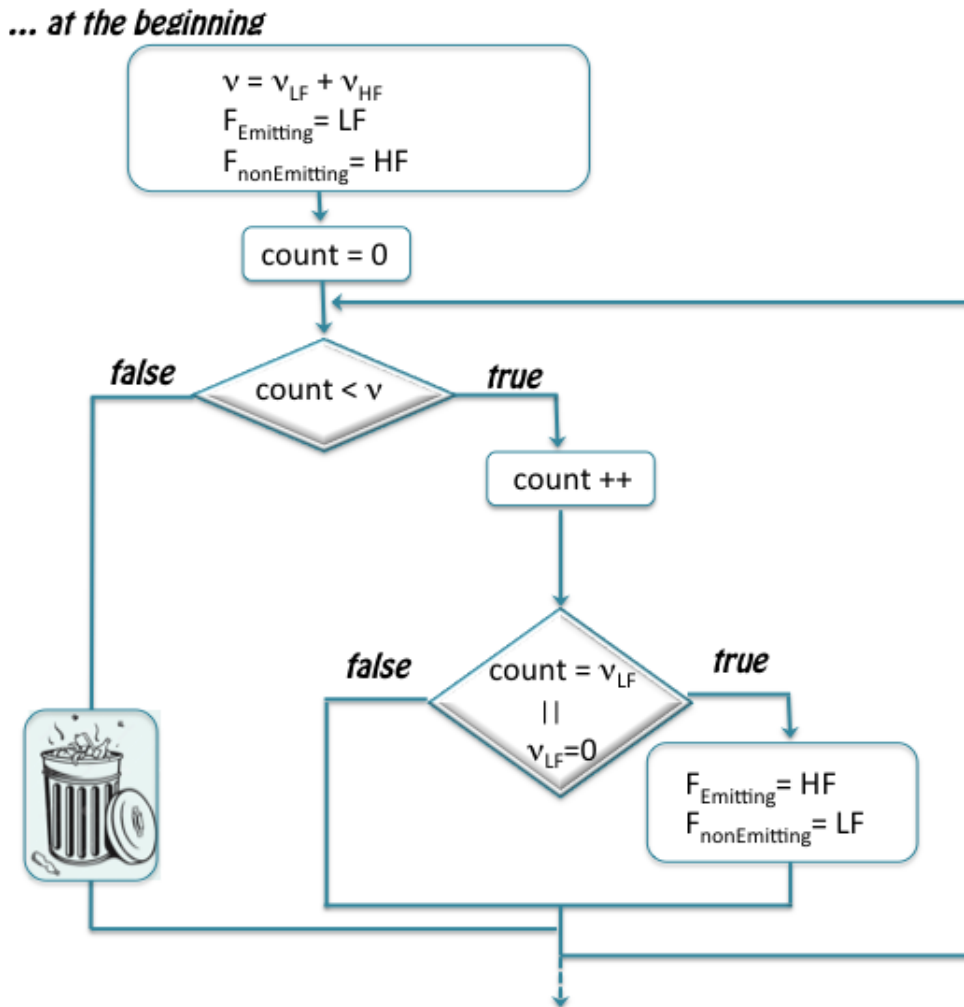 ... at the beginning
ν = ν_LF + ν_HF
F_Emitting= LF
F_nonEmitting= HF
count = 0
false
count < ν
true
count ++
false
count = ν_LF
||
ν_LF=0
true
F_Emitting= HF
F_nonEmitting= LF